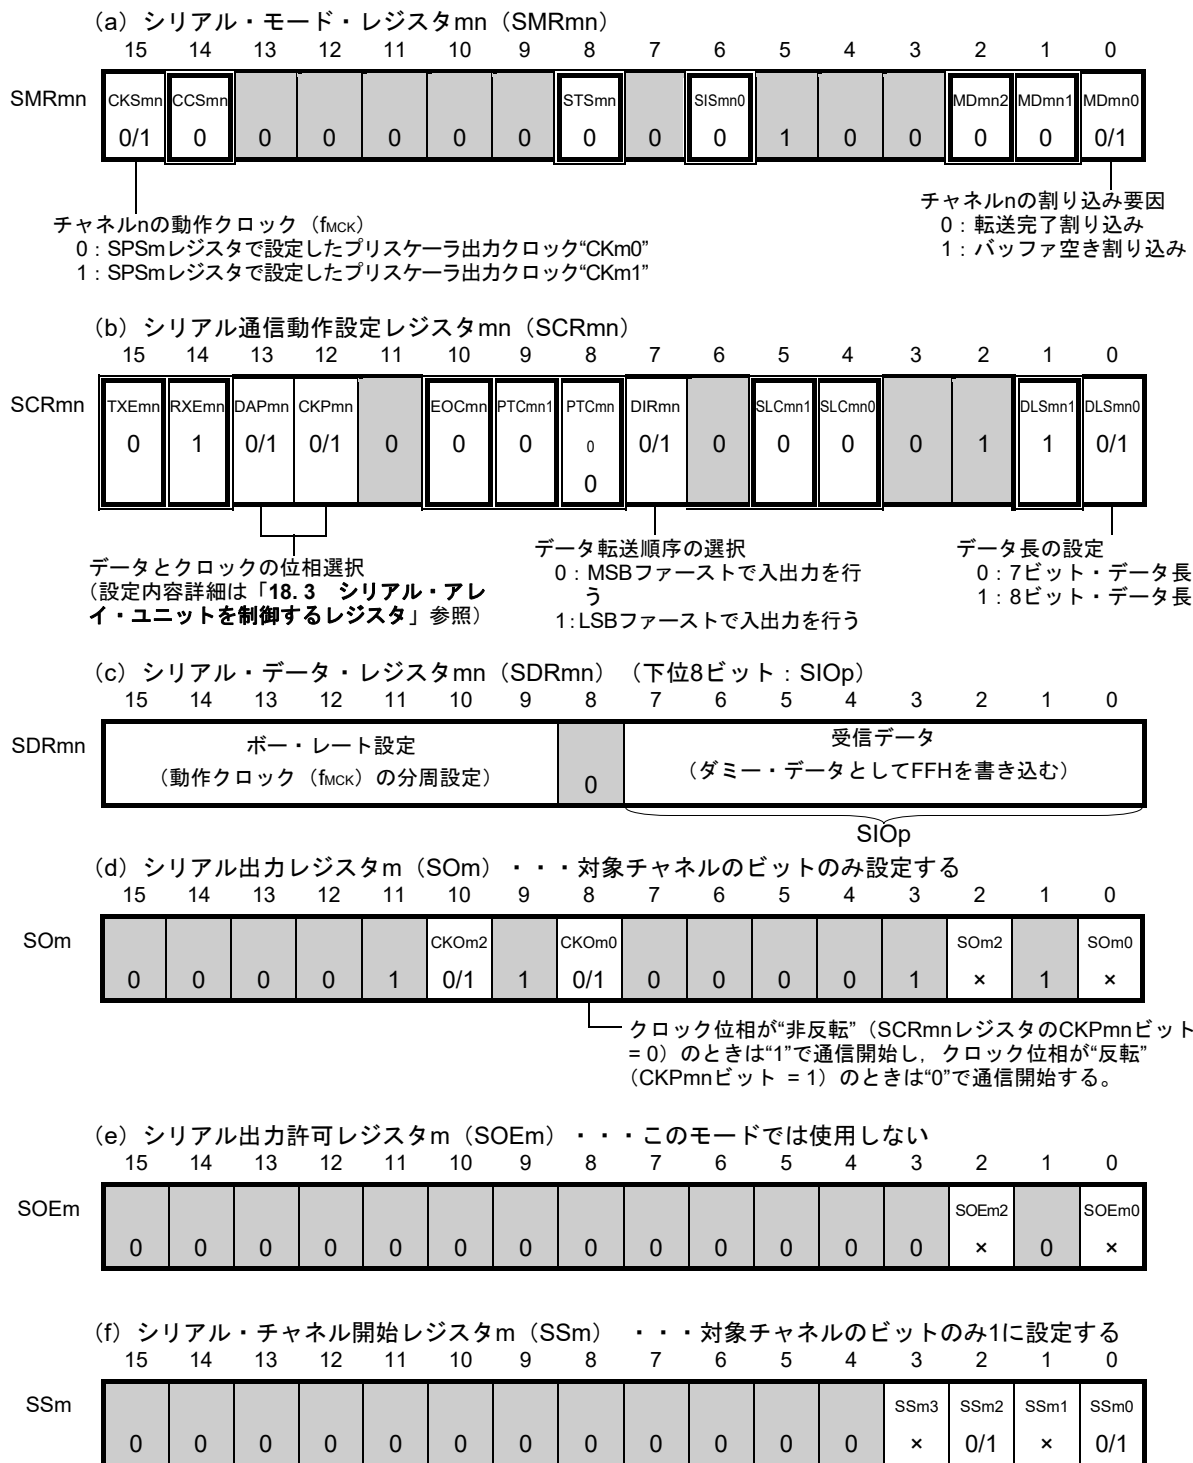 (a) シリアル・モード・レジスタmn（SMRmn）
15 14 13 12 11 10 9 8 7 6 5 4 3 2 1 0
SMRmn CKSmn CCSmn STSmn SISmn0 MDmn2 MDmn1 MDmn0
0/1 0 0 0 0 0 0 0 0 0 1 0 0 0 0 0/1
チャネルnの動作クロック（fMCK）
0：SPSmレジスタで設定したプリスケーラ出力クロック“CKm0”
1：SPSmレジスタで設定したプリスケーラ出力クロック“CKm1”
チャネルnの割り込み要因
0：転送完了割り込み
1：バッファ空き割り込み
(b) シリアル通信動作設定レジスタmn（SCRmn）
15 14 13 12 11 10 9 8 7 6 5 4 3 2 1 0
SCRmn TXEmn RXEmn DAPmn CKPmn EOCmn PTCmn1 PTCmn DIRmn SLCmn1 SLCmn0 DLSmn1 DLSmn0
0 1 0/1 0/1 0 0 0 0 0/1 0 0 0 0 1 1 0/1
0
データとクロックの位相選択
（設定内容詳細は「18. 3 シリアル・アレ
イ・ユニットを制御するレジスタ」参照）
データ転送順序の選択
0：MSBファーストで入出力を行
う
1：LSBファーストで入出力を行う
データ長の設定
0：7ビット・データ長
1：8ビット・データ長
(c) シリアル・データ・レジスタmn（SDRmn）（下位8ビット：SIOp）
15 14 13 12 11 10 9 8 7 6 5 4 3 2 1 0
SDRmn ボー・レート設定 受信データ
（動作クロック（fMCK）の分周設定） 0 （ダミー・データとしてFFHを書き込む）
SIOp
(d) シリアル出力レジスタm（SOm）・・・対象チャネルのビットのみ設定する
15 14 13 12 11 10 9 8 7 6 5 4 3 2 1 0
SOm CKOm2 CKOm0 SOm2 SOm0
0 0 0 0 1 0/1 1 0/1 0 0 0 0 1 × 1 ×
クロック位相が“非反転”（SCRmnレジスタのCKPmnビット
= 0）のときは“1”で通信開始し，クロック位相が“反転”
（CKPmnビット = 1）のときは“0”で通信開始する。
(e) シリアル出力許可レジスタm（SOEm）・・・このモードでは使用しない
15 14 13 12 11 10 9 8 7 6 5 4 3 2 1 0
SOEm SOEm2 SOEm0
0 0 0 0 0 0 0 0 0 0 0 0 0 × 0 ×
(f) シリアル・チャネル開始レジスタm（SSm） ・・・対象チャネルのビットのみ1に設定する
15 14 13 12 11 10 9 8 7 6 5 4 3 2 1 0
SSm SSm3 SSm2 SSm1 SSm0
0 0 0 0 0 0 0 0 0 0 0 0 × 0/1 × 0/1